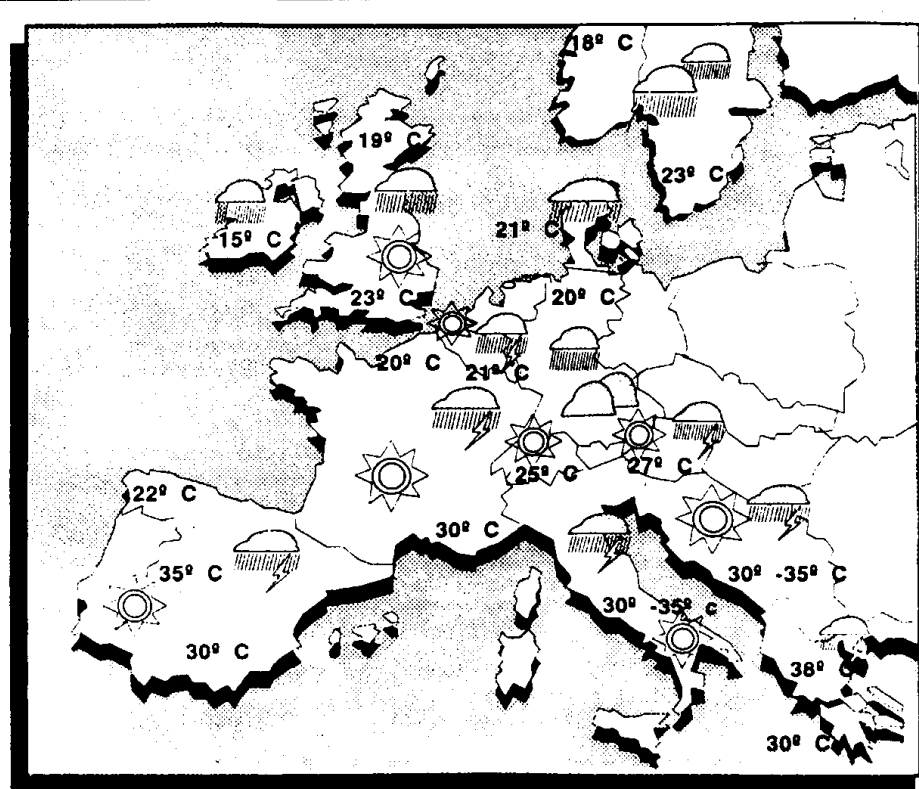 18º C
19º C
23º C
15º C
21º C
23º C
20º C
20º C
21º C
25º C
27º C
22º C
30º C
35º C
30º -35º C
30º -35º c
30º C
38º C
30º C